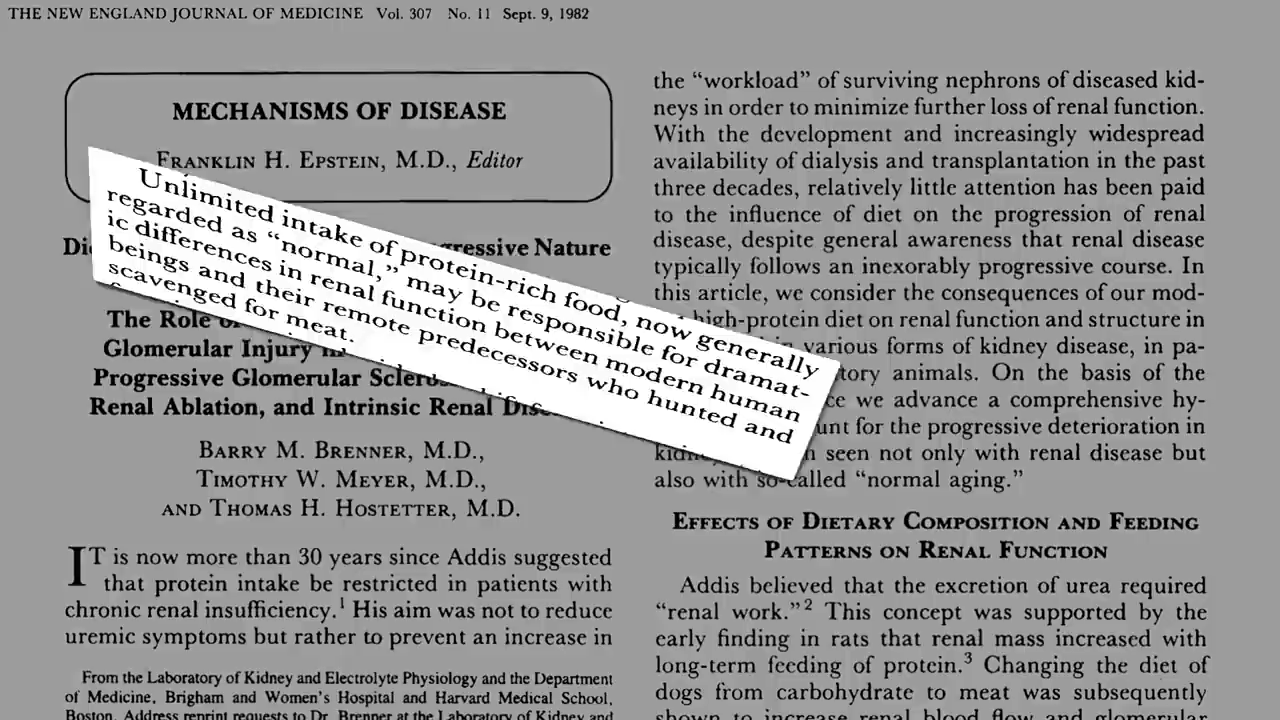 THE NEW ENGLAND JOURNAL OF MEDICINE Vol. 307 No. 11 Sept. 9, 1982
MECHANISMS OF DISEASE
FRANKLIN H. EPSTEIN, M.D., Editor
Unlimited intake of protein-rich food, now generally
regarded as “normal,” may be responsible for dramat-
ic differences in renal function between modern human
beings and their remote predecessors who hunted and
scavenged for meat.
Nature
The Role
Glomerular Injury
Progressive Glomerular
Renal Ablation, and Intrinsic Renal
BARRY M. BRENNER, M.D.,
TIMOTHY W. MEYER, M.D.,
AND THOMAS H. HOSTETTER, M.D.
IT is now more than 30 years since Addis suggested
that protein intake be restricted in patients with
chronic renal insufficiency.1 His aim was not to reduce
uremic symptoms but rather to prevent an increase in
From the Laboratory of Kidney and Electrolyte Physiology and the Department
of Medicine, Brigham and Women's Hospital and Harvard Medical School,
Boston. Address reprint requests to Dr. Brenner at the Laboratory of Kidney and
the “workload” of surviving nephrons of diseased kid-
neys in order to minimize further loss of renal function.
With the development and increasingly widespread
availability of dialysis and transplantation in the past
three decades, relatively little attention has been paid
to the influence of diet on the progression of renal
disease, despite general awareness that renal disease
typically follows an inexorably progressive course. In
this article, we consider the consequences of our mod-
high-protein diet on renal function and structure in
various forms of kidney disease, in pa-
animals. On the basis of the
we advance a comprehensive hy-
for the progressive deterioration in
seen not only with renal disease but
also with so-called “normal aging.”
EFFECTS OF DIETARY COMPOSITION AND FEEDING
PATTERNS ON RENAL FUNCTION
Addis believed that the excretion of urea required
“renal work.”2 This concept was supported by the
early finding in rats that renal mass increased with
long-term feeding of protein.3 Changing the diet of
dogs from carbohydrate to meat was subsequently
shown to increase renal blood flow and glomerular